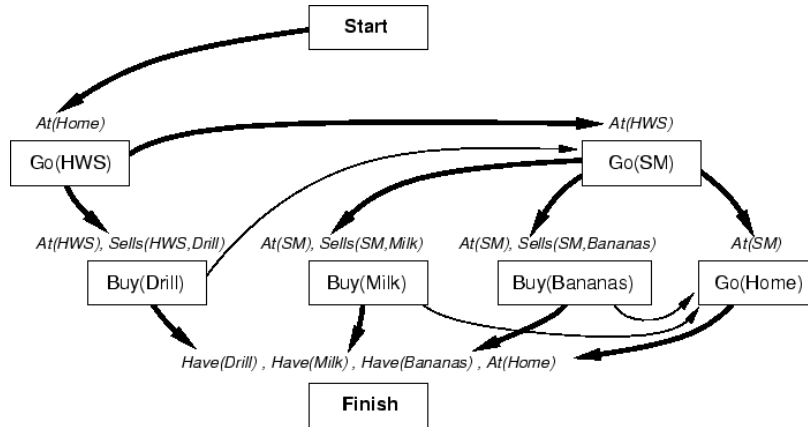 Start
At(Home)
At(HWS)
Go(HWS)
Go(SM)
At(HWS), Sells(HWS,Drill)
At(SM), Sells(SM,Milk)
At(SM), Sells(SM,Bananas)
At(SM)
Buy(Drill)
Buy(Milk)
Buy(Bananas)
Go(Home)
Have(Drill) , Have(Milk) , Have(Bananas) , At(Home)
Finish